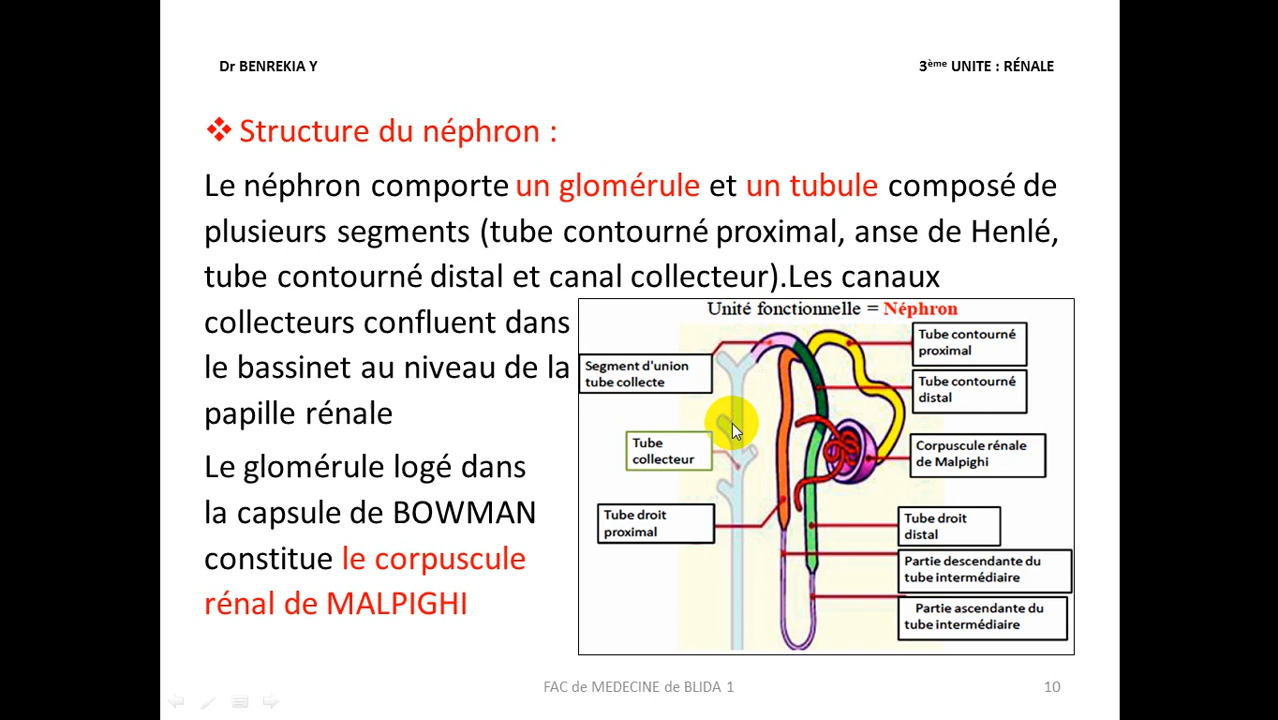 Dr BENREKIA Y
3ème UNITE : RÉNALE
Structure du néphron :
Le néphron comporte un glomérule et un tubule composé de
plusieurs segments (tube contourné proximal, anse de Henlé,
tube contourné distal et canal collecteur).Les canaux
collecteurs confluent dans
le bassinet au niveau de la
papille rénale
Le glomérule logé dans
la capsule de BOWMAN
constitue le corpuscule
rénal de MALPIGHI
Unité fonctionnelle = Néphron
Tube contourné
proximal
Segment d'union
tube collecte
Tube contourné
distal
Tube
collecteur
Corpuscule rénale
de Malpighi
Tube droit
proximal
Tube droit
distal
Partie descendante du
tube intermédiaire
Partie ascendante du
tube intermédiaire
FAC de MEDECINE de BLIDA 1
10